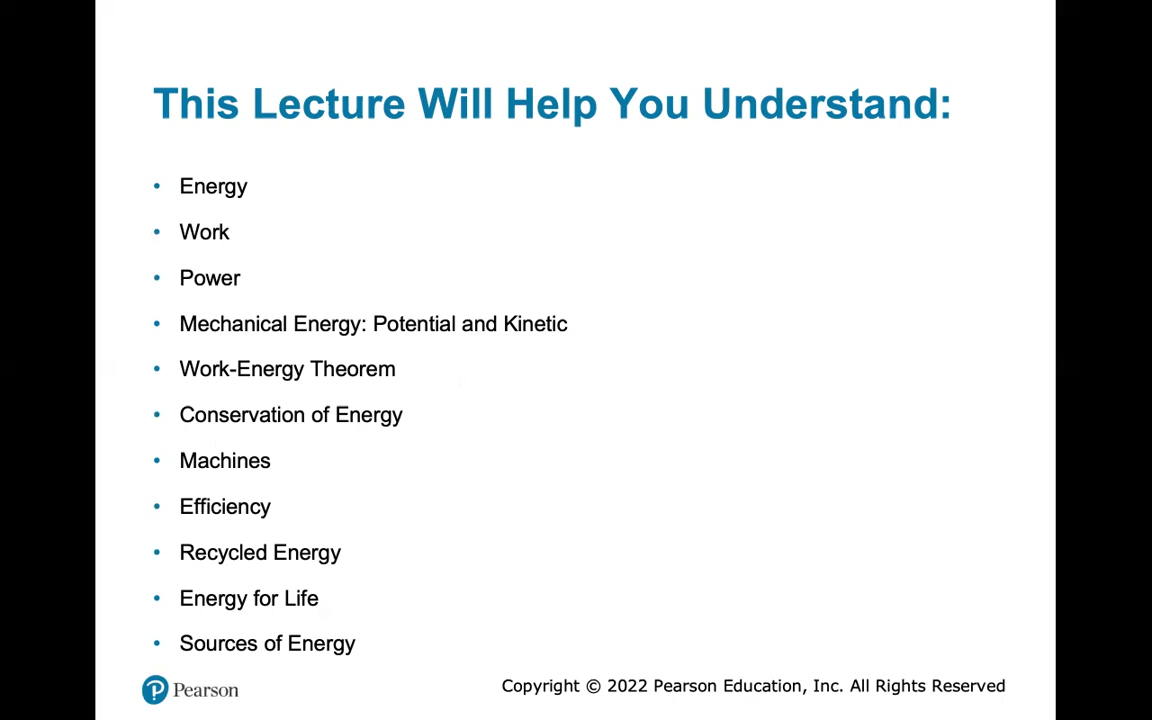 This Lecture Will Help You Understand:
• Energy
• Work
• Power
• Mechanical Energy: Potential and Kinetic
• Work-Energy Theorem
• Conservation of Energy
• Machines
• Efficiency
• Recycled Energy
• Energy for Life
• Sources of Energy
Pearson
Copyright © 2022 Pearson Education, Inc. All Rights Reserved